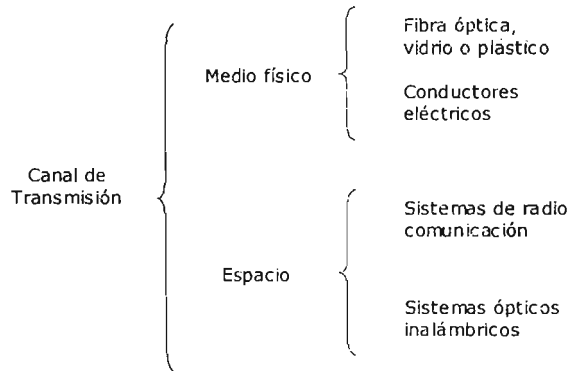 Canal de
Transmisión
Medio físico
Fibra óptica,
vidrio o plástico
Conductores
eléctricos
Espacio
Sistemas de radio
comunicación
Sistemas ópticos
inalámbricos